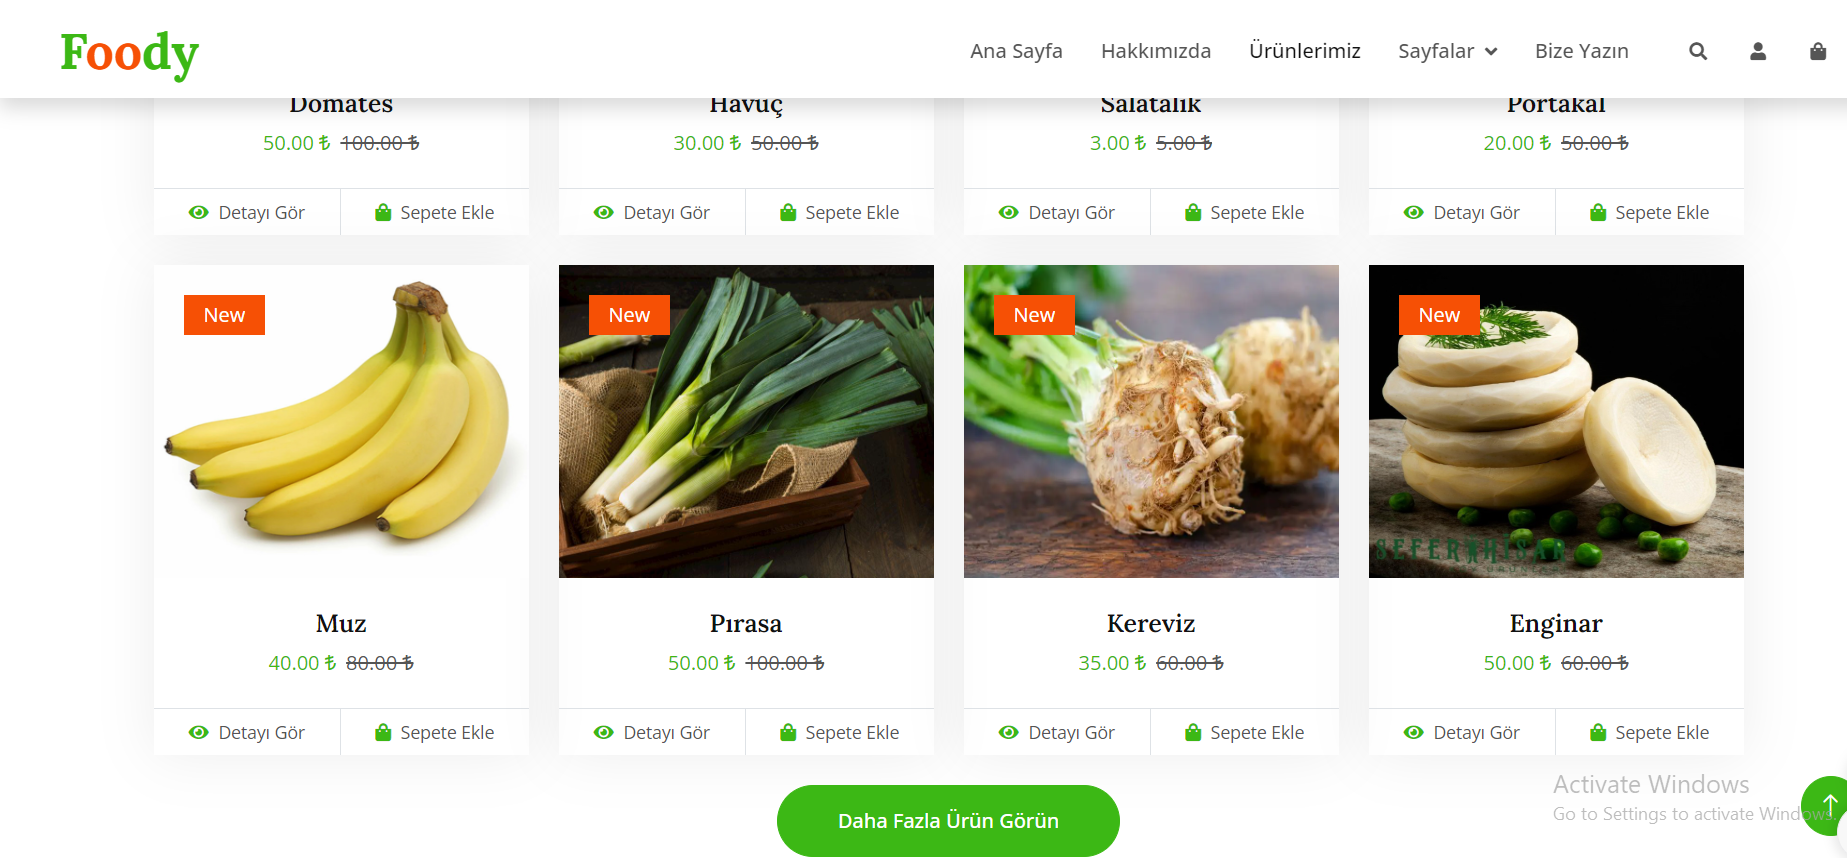 Foody
Ana Sayfa Hakkımızda Ürünlerimiz Sayfalar Bize Yazın
Domates Havuç Salatalık Portakal
50.00 ₺ 100.00 ₺ 30.00 ₺ 50.00 ₺ 3.00 ₺ 5.00 ₺ 20.00 ₺ 50.00 ₺
Detayı Gör Sepete Ekle Detayı Gör Sepete Ekle Detayı Gör Sepete Ekle Detayı Gör Sepete Ekle
New New New New
SEFERİHİSAR
Muz Pırasa Kereviz Enginar
40.00 ₺ 80.00 ₺ 50.00 ₺ 100.00 ₺ 35.00 ₺ 60.00 ₺ 50.00 ₺ 60.00 ₺
Detayı Gör Sepete Ekle Detayı Gör Sepete Ekle Detayı Gör Sepete Ekle Detayı Gör Sepete Ekle
Activate Windows
Go to Settings to activate Windows.
Daha Fazla Ürün Görün